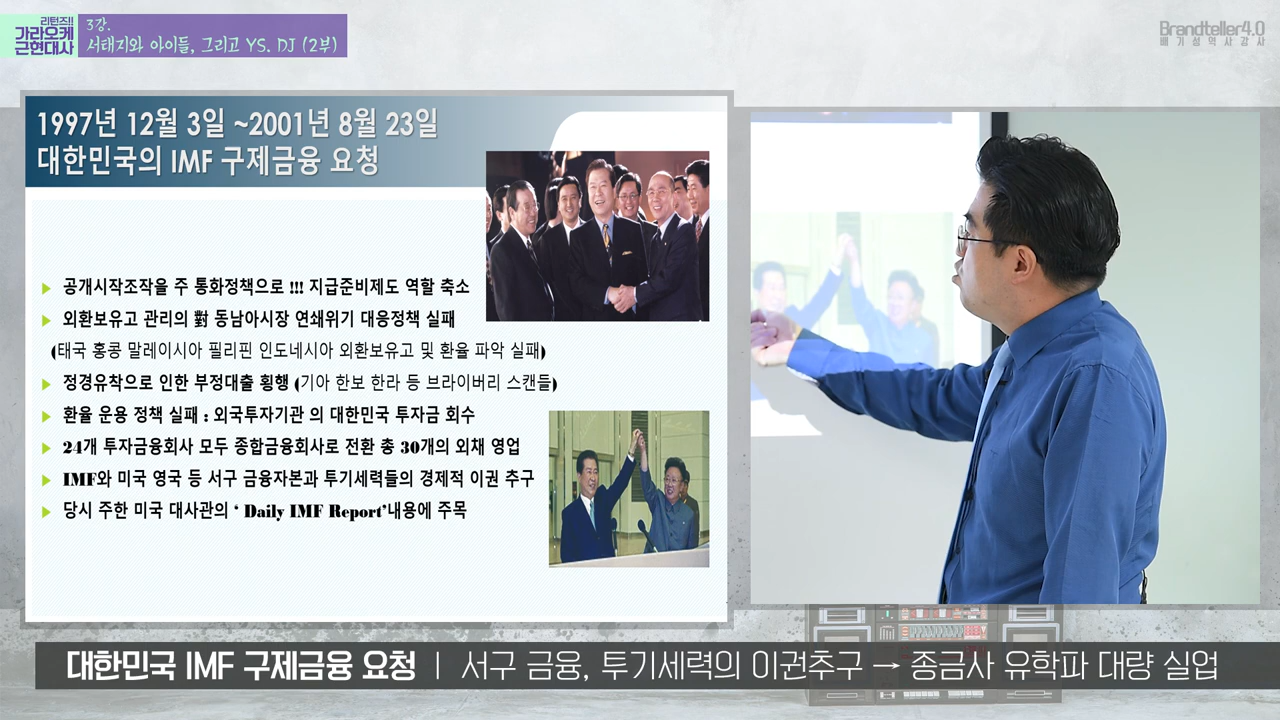 리턴즈!!
가라오케
근현대사
3강.
서태지와 아이들, 그리고 YS. DJ (2부)
Brandteller4.0
배기성역사강사
1997년 12월 3일 ~2001년 8월 23일
대한민국의 IMF 구제금융 요청
공개시작조작을 주 통화정책으로 !!! 지급준비제도 역할 축소
외환보유고 관리의 對 동남아시장 연쇄위기 대응정책 실패
(태국 홍콩 말레이시아 필리핀 인도네시아 외환보유고 및 환율 파악 실패)
정경유착으로 인한 부정대출 횡행 (기아 한보 한라 등 브라이버리 스캔들)
환율 운용 정책 실패 : 외국투자기관 의 대한민국 투자금 회수
24개 투자금융회사 모두 종합금융회사로 전환 총 30개의 외채 영업
IMF와 미국 영국 등 서구 금융자본과 투기세력들의 경제적 이권 추구
당시 주한 미국 대사관의 ‘ Daily IMF Report’내용에 주목
대한민국 IMF 구제금융 요청 | 서구 금융, 투기세력의 이권추구 → 종금사 유학파 대량 실업